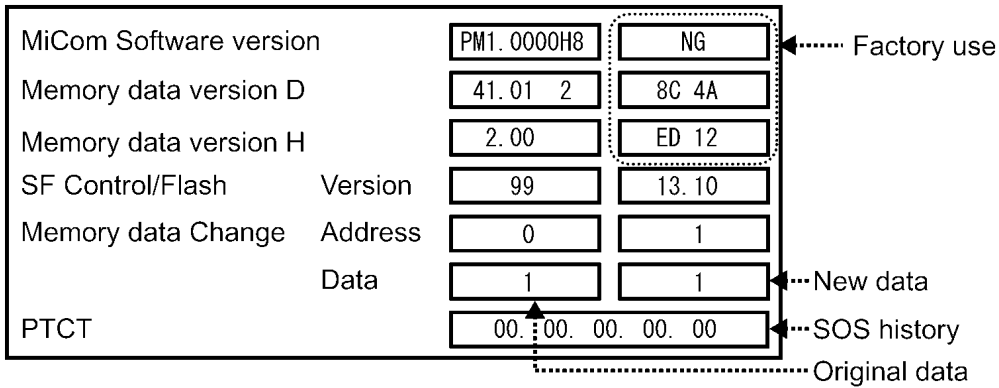 MiCom Software version PM1.0000H8 NG Factory use
Memory data version D 41.01 2 8C 4A
Memory data version H 2.00 ED 12
SF Control/Flash Version 99 13.10
Memory data Change Address 0 1
Data 1 1 New data
PTCT 00. 00. 00. 00. 00 SOS history
Original data